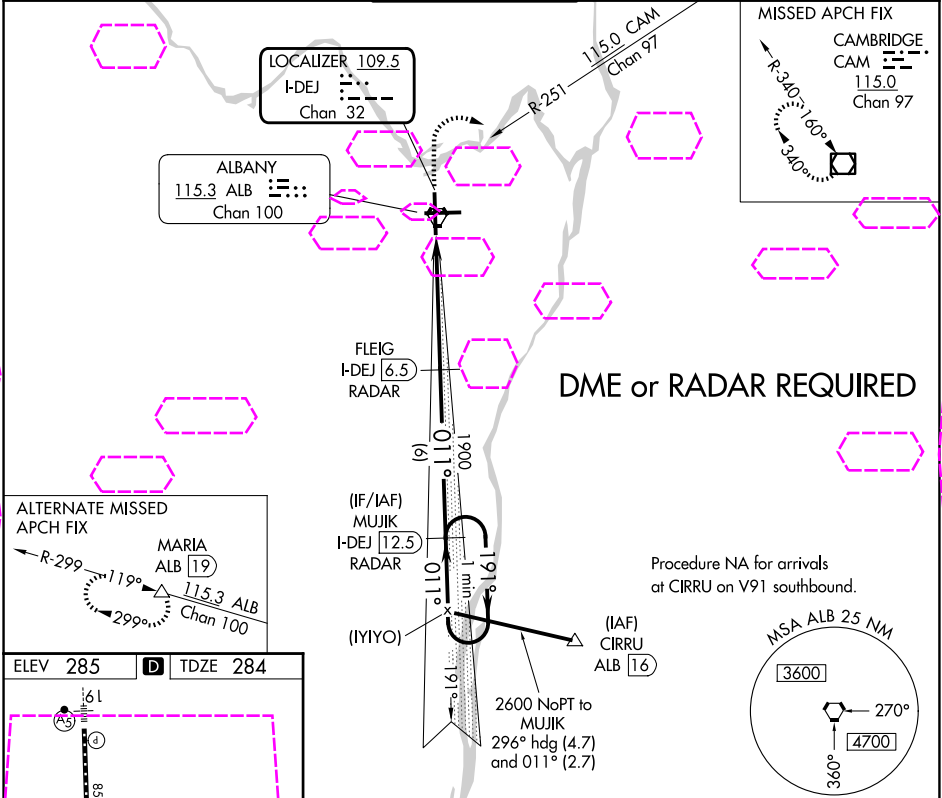 MISSED APCH FIX
CAMBRIDGE
CAM
115.0
Chan 97
R-340
160°
340°
115.0 CAM
Chan 97
R-251
LOCALIZER 109.5
I-DEJ
Chan 32
ALBANY
115.3 ALB
Chan 100
FLEIG
I-DEJ 6.5
RADAR
DME or RADAR REQUIRED
1900
011°
(6)
(IF/IAF)
MUJIK
I-DEJ 12.5
RADAR
011°
1 min
191°
(IYIYO)
191°
(IAF)
CIRRU
ALB 16
2600 NoPT to
MUJIK
296° hdg (4.7)
and 011° (2.7)
Procedure NA for arrivals
at CIRRU on V91 southbound.
ALTERNATE MISSED
APCH FIX
MARIA
ALB 19
R-299
119°
299°
115.3 ALB
Chan 100
MSA ALB 25 NM
3600
270°
4700
360°
ELEV 285
D
TDZE 284
19
A5
P
85